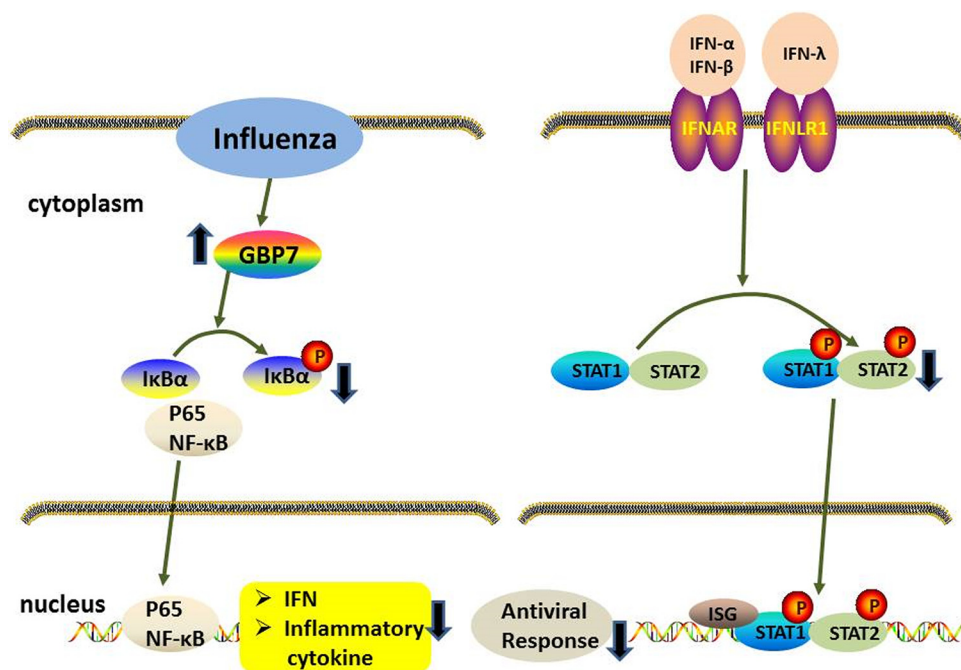 Influenza
cytoplasm
GBP7
IκBα
IκBα
P
P65
NF-κB
nucleus
P65
NF-κB
➢ IFN
➢ Inflammatory
cytokine
IFN-α
IFN-β
IFN-λ
IFNAR
IFNLR1
STAT1
STAT2
P
P
STAT1
STAT2
Antiviral
Response
ISG
P
P
STAT1
STAT2